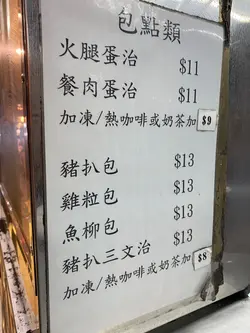 包點類
火腿蛋治 $11
餐肉蛋治 $11
加凍/熱咖啡或奶茶加 $9
豬扒包 $13
雞粒包 $13
魚柳包 $13
豬扒三文治 $13
加凍/熱咖啡或奶茶加 $8